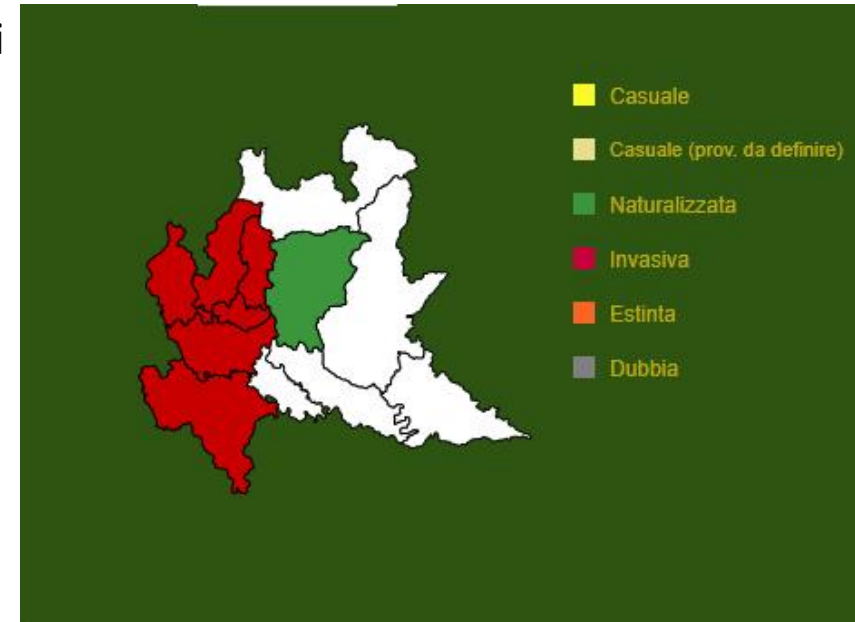 i
Casuale
Casuale (prov. da definire)
Naturalizzata
Invasiva
Estinta
Dubbia